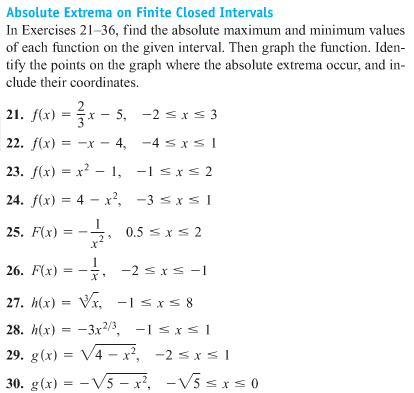 Absolute Extrema on Finite Closed Intervals
In Exercises 21–36, find the absolute maximum and minimum values
of each function on the given interval. Then graph the function. Iden-
tify the points on the graph where the absolute extrema occur, and in-
clude their coordinates.
21. f(x) = 2/3 x − 5, −2 ≤ x ≤ 3
22. f(x) = −x − 4, −4 ≤ x ≤ 1
23. f(x) = x² − 1, −1 ≤ x ≤ 2
24. f(x) = 4 − x², −3 ≤ x ≤ 1
25. F(x) = −1/x², 0.5 ≤ x ≤ 2
26. F(x) = −1/x, −2 ≤ x ≤ −1
27. h(x) = ∛x, −1 ≤ x ≤ 8
28. h(x) = −3x^(2/3), −1 ≤ x ≤ 1
29. g(x) = √(4 − x²), −2 ≤ x ≤ 1
30. g(x) = −√(5 − x²), −√5 ≤ x ≤ 0